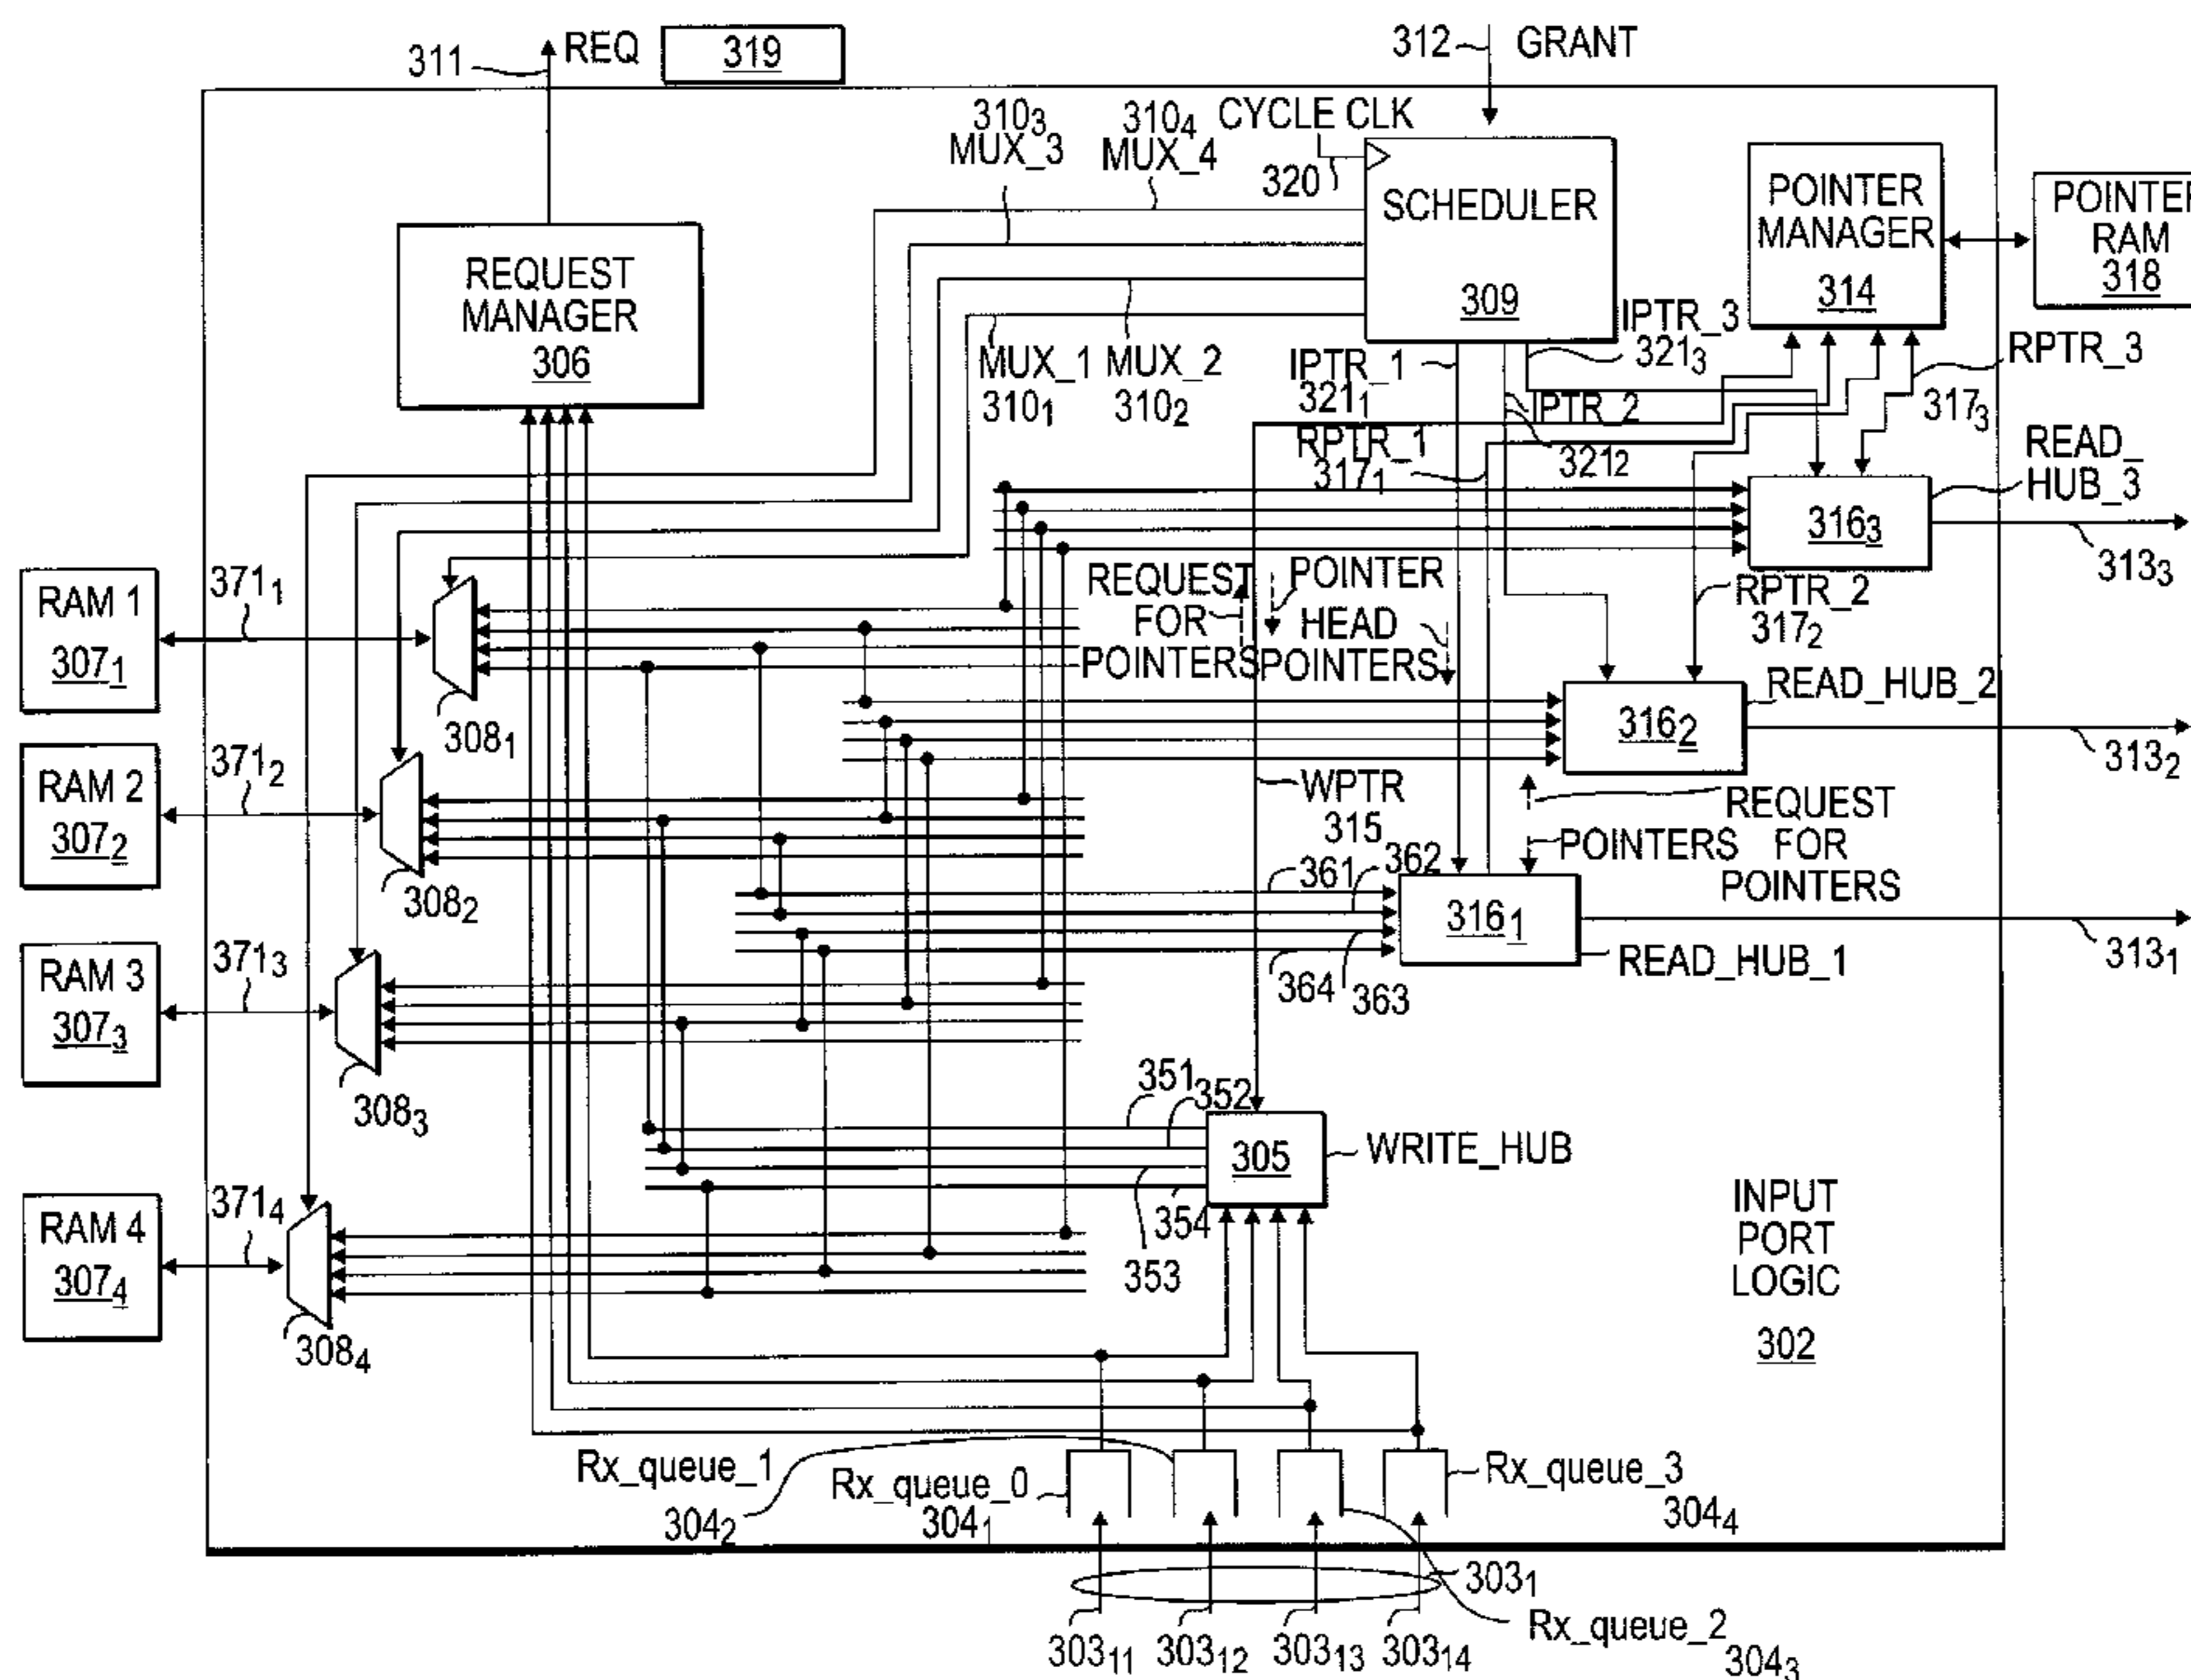 311
REQ
319
312
GRANT
310₃
MUX_3
310₄
MUX_4
CYCLE CLK
320
SCHEDULER
309
POINTER
MANAGER
314
POINTER
RAM
318
REQUEST
MANAGER
306
MUX_1
310₁
MUX_2
310₂
IPTR_1
321₁
IPTR_3
321₃
IPTR_2
321₂
RPTR_1
317₁
RPTR_3
317₃
READ_
HUB_3
316₃
313₃
RAM 1
307₁
371₁
308₁
REQUEST
FOR
POINTERS
POINTER
HEAD
POINTERS
RPTR_2
317₂
READ_HUB_2
316₂
313₂
RAM 2
307₂
371₂
308₂
WPTR
315
REQUEST
FOR
POINTERS
POINTERS
361
362
316₁
READ_HUB_1
364
363
313₁
RAM 3
307₃
371₃
308₃
351
352
305
WRITE_HUB
353
354
RAM 4
307₄
371₄
308₄
INPUT
PORT
LOGIC
302
Rx_queue_1
304₂
Rx_queue_0
304₁
Rx_queue_3
304₄
303₁
Rx_queue_2
304₃
303₁₁
303₁₂
303₁₃
303₁₄